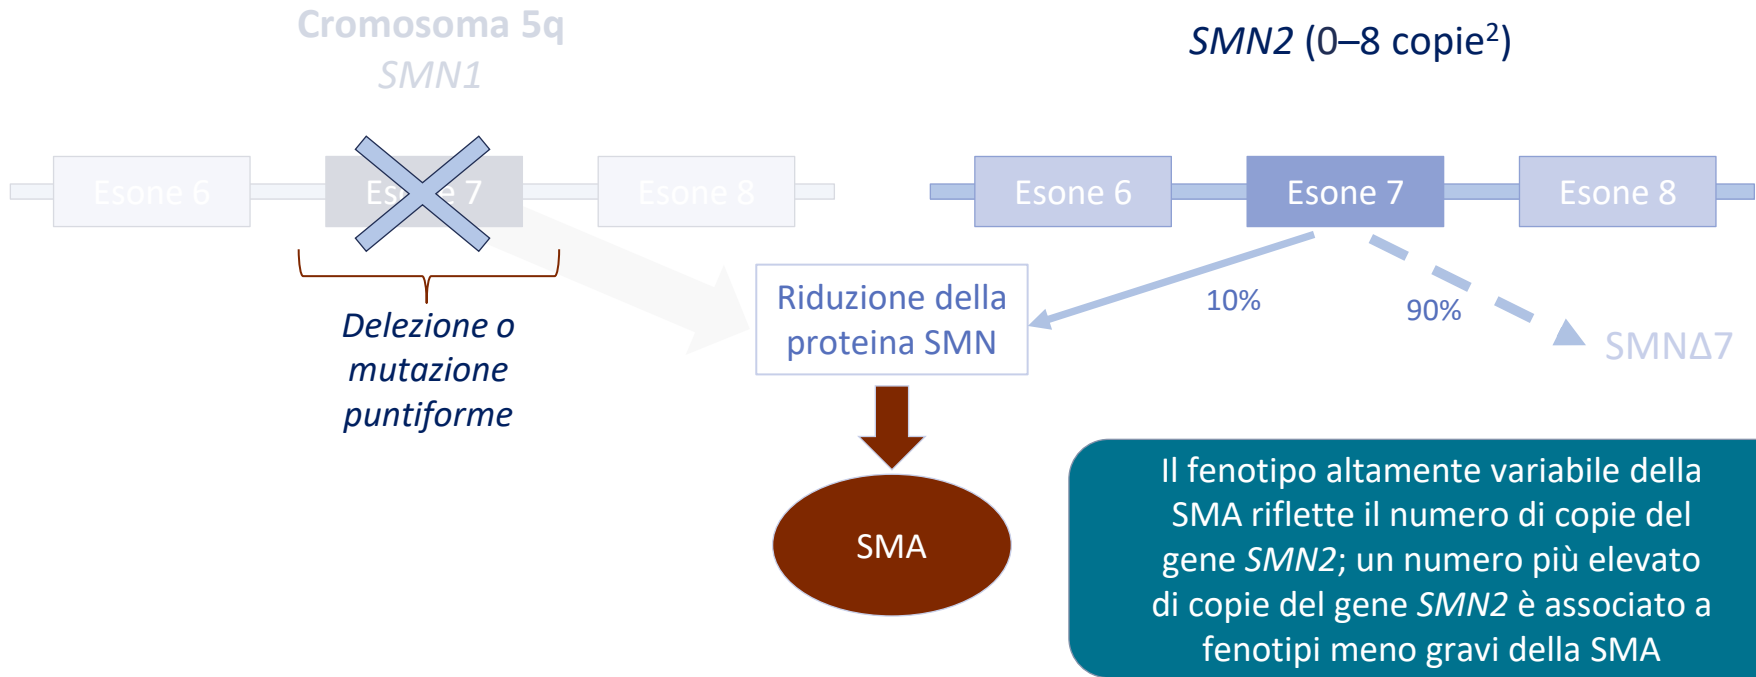 Cromosoma 5q
SMN1
SMN2 (0–8 copie²)
Esone 6
Esone 7
Esone 8
Esone 6
Esone 7
Esone 8
Delezione o
mutazione
puntiforme
Riduzione della
proteina SMN
10%
90%
SMNΔ7
SMA
Il fenotipo altamente variabile della
SMA riflette il numero di copie del
gene SMN2; un numero più elevato
di copie del gene SMN2 è associato a
fenotipi meno gravi della SMA